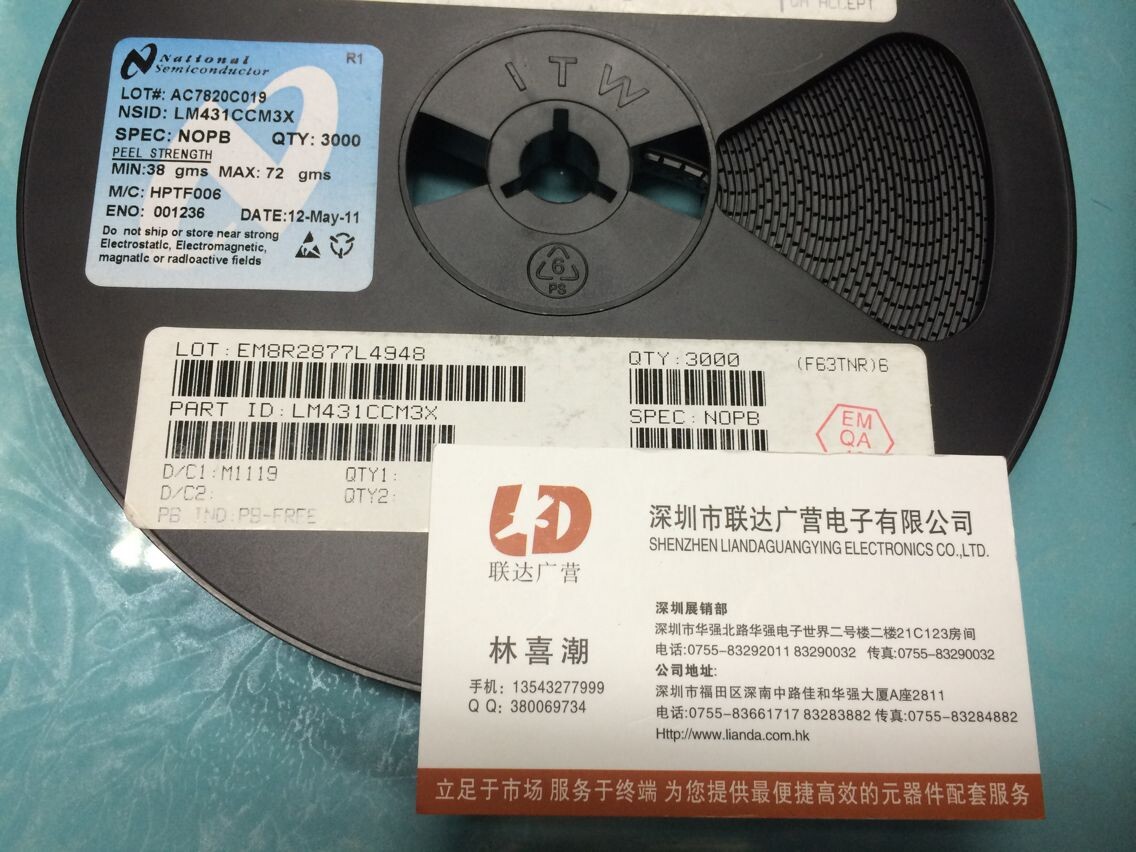 OR ACCEPT
National
Semiconductor
R1
LOT#: AC7820C019
NSID: LM431CCM3X
SPEC: NOPB QTY: 3000
PEEL STRENGTH
MIN:38 gms MAX: 72 gms
M/C: HPTF006
ENO: 001236 DATE:12-May-11
Do not ship or store near strong
Electrostatic, Electromagnetic,
magnatic or radioactive fields
ITW
6
PS
LOT:EM8R2877L4948
QTY:3000 (F63TNR)6
PART ID:LM431CCM3X
SPEC:NOPB
EM
QA
D/C1:M1119 QTY1:
D/C2: QTY2:
PB IND:PB-FREE
LD
联达广营
深圳市联达广营电子有限公司
SHENZHEN LIANDAGUANGYING ELECTRONICS CO.,LTD.
林喜潮
手机：13543277999
Q Q：380069734
深圳展销部
深圳市华强北路华强电子世界二号楼二楼21C123房间
电话:0755-83292011 83290032 传真:0755-83290032
公司地址:
深圳市福田区深南中路佳和华强大厦A座2811
电话:0755-83661717 83283882 传真:0755-83284882
Http://www.lianda.com.hk
立足于市场 服务于终端 为您提供最便捷高效的元器件配套服务